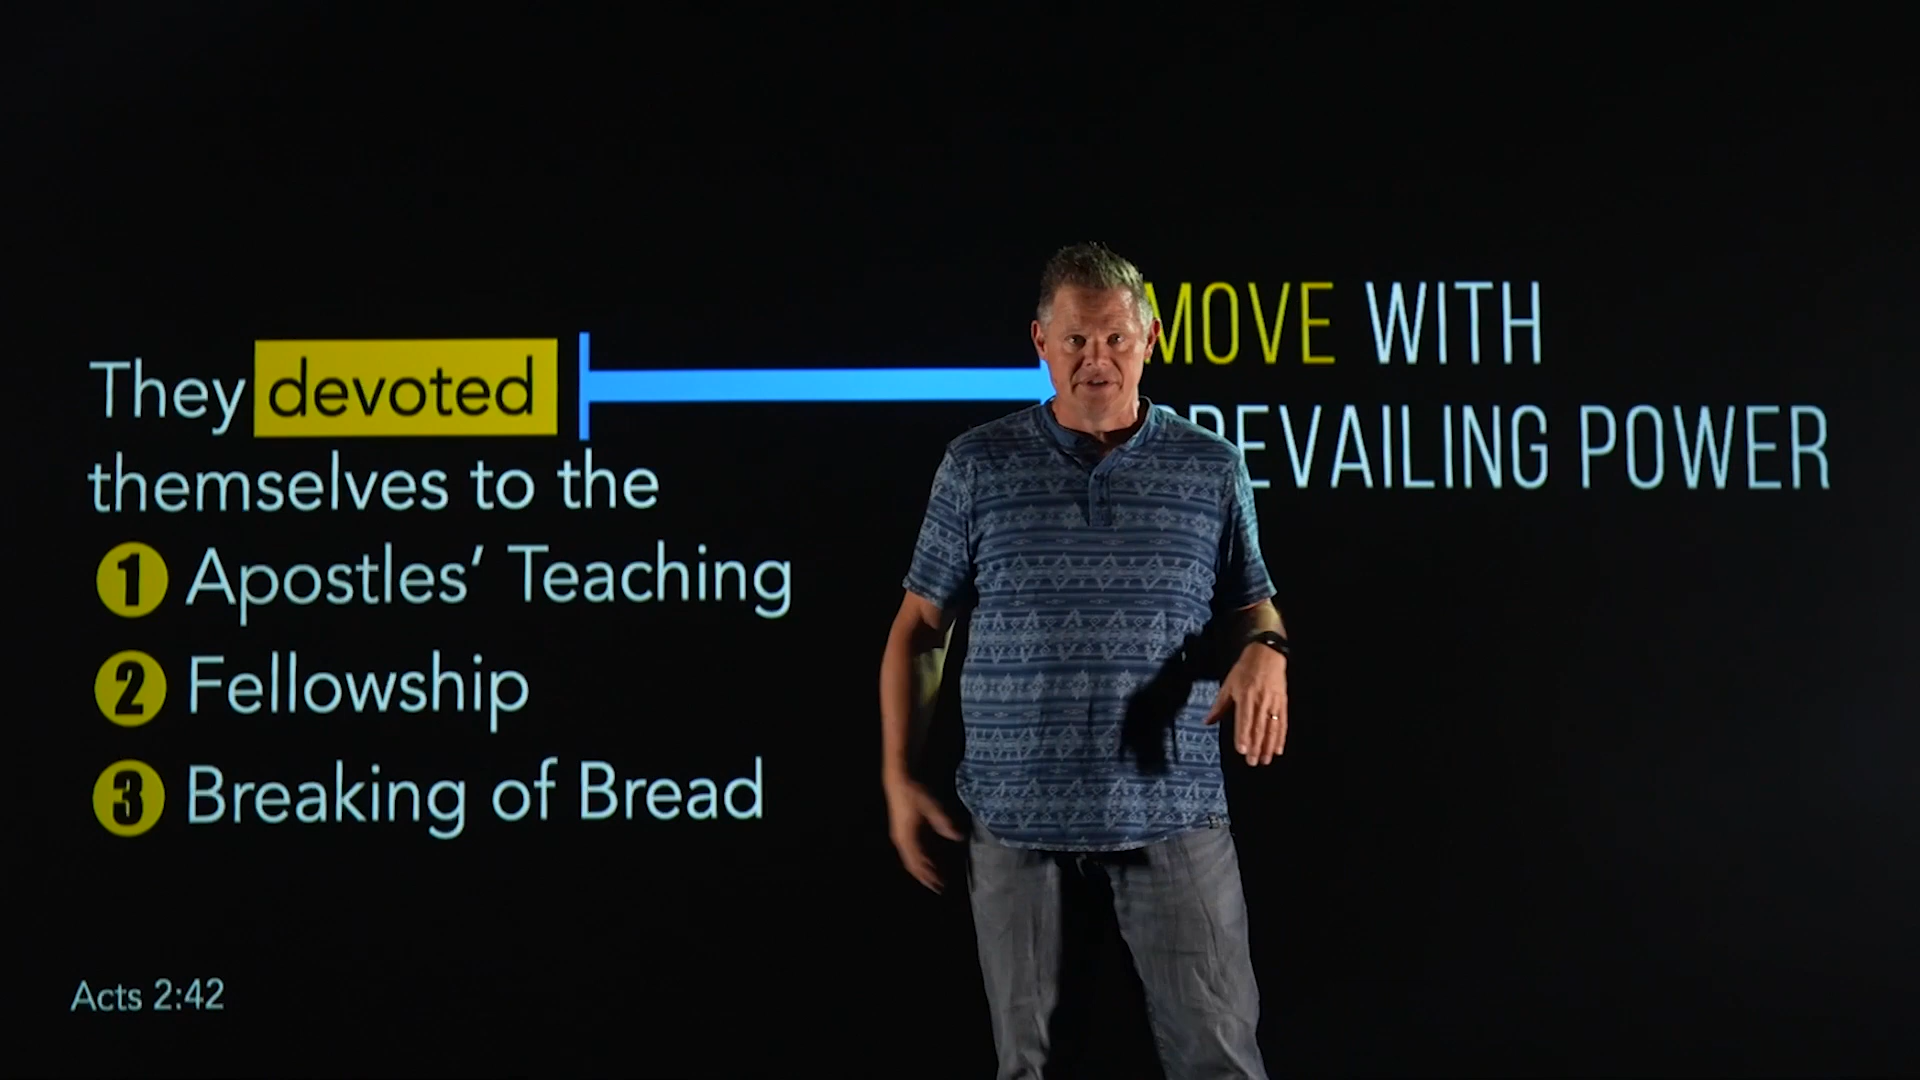 They devoted
themselves to the
1 Apostles' Teaching
2 Fellowship
3 Breaking of Bread
Acts 2:42
MOVE WITH
PREVAILING POWER